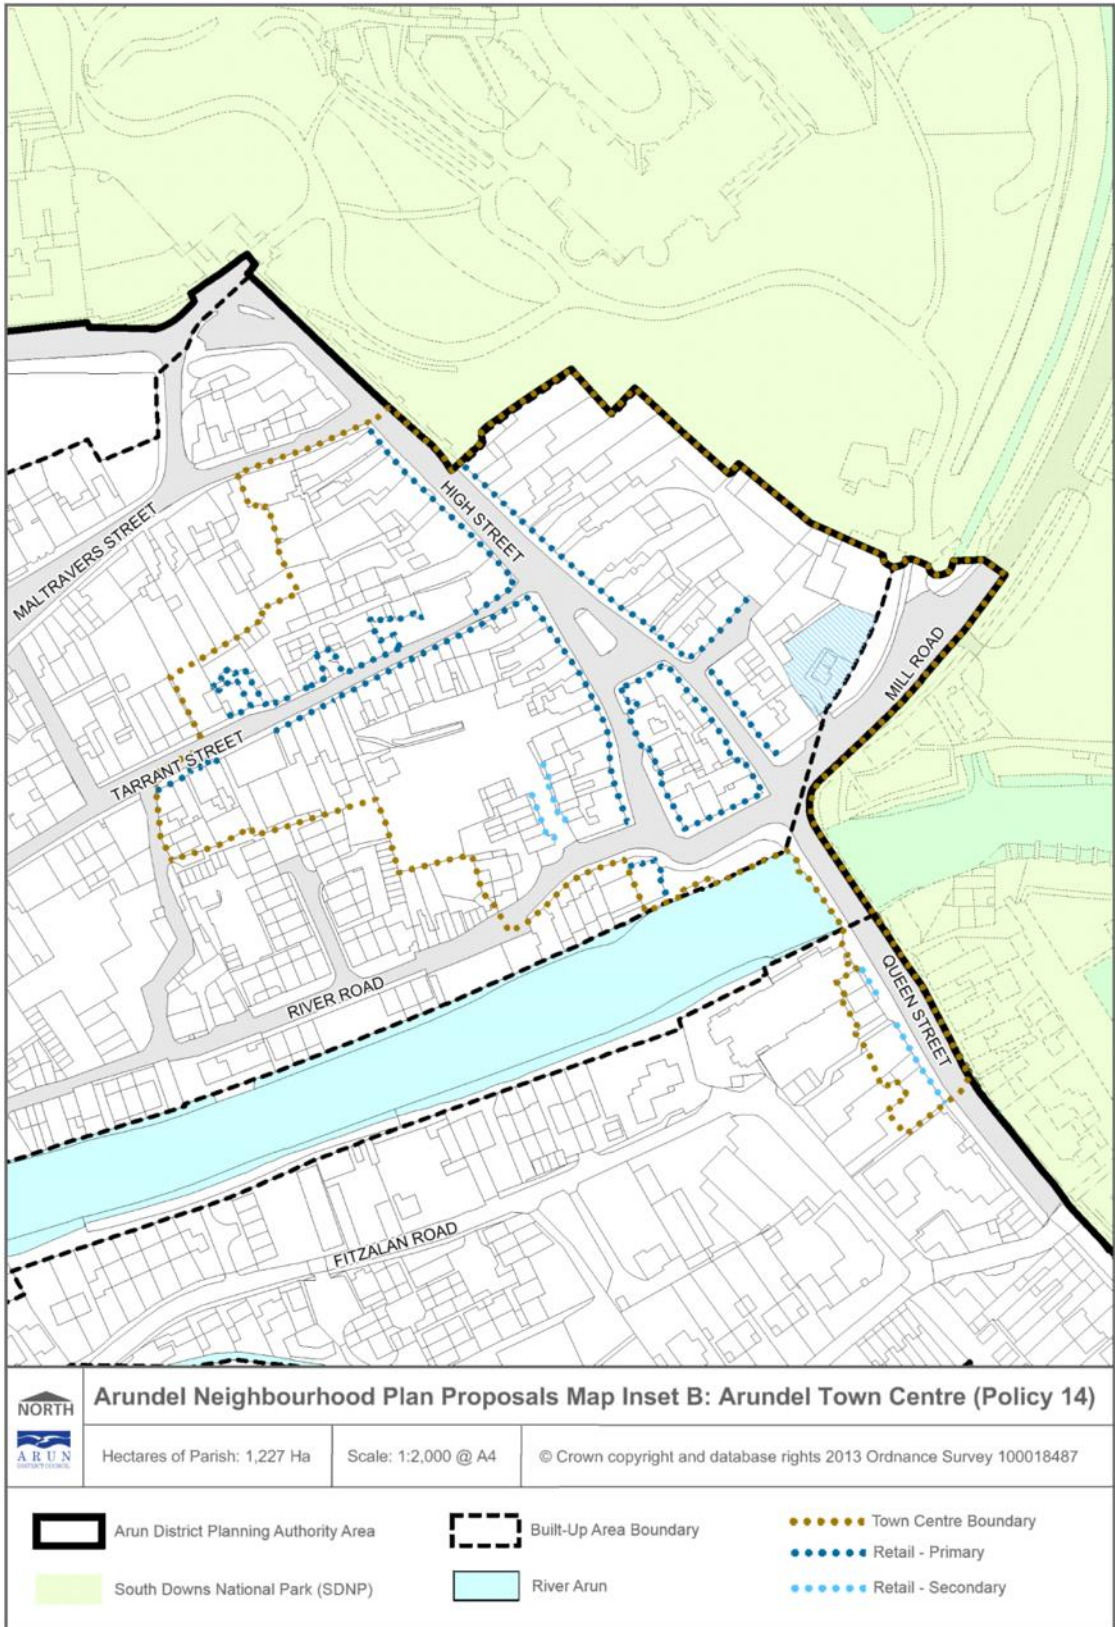 HIGH STREET
MALTRAVERS STREET
MILL ROAD
TARRANT STREET
QUEEN STREET
RIVER ROAD
FITZALAN ROAD
NORTH
Arundel Neighbourhood Plan Proposals Map Inset B: Arundel Town Centre (Policy 14)
ARUN
DISTRICT COUNCIL
Hectares of Parish: 1,227 Ha
Scale: 1:2,000 @ A4
© Crown copyright and database rights 2013 Ordnance Survey 100018487
Arun District Planning Authority Area
Built-Up Area Boundary
Town Centre Boundary
Retail - Primary
South Downs National Park (SDNP)
River Arun
Retail - Secondary